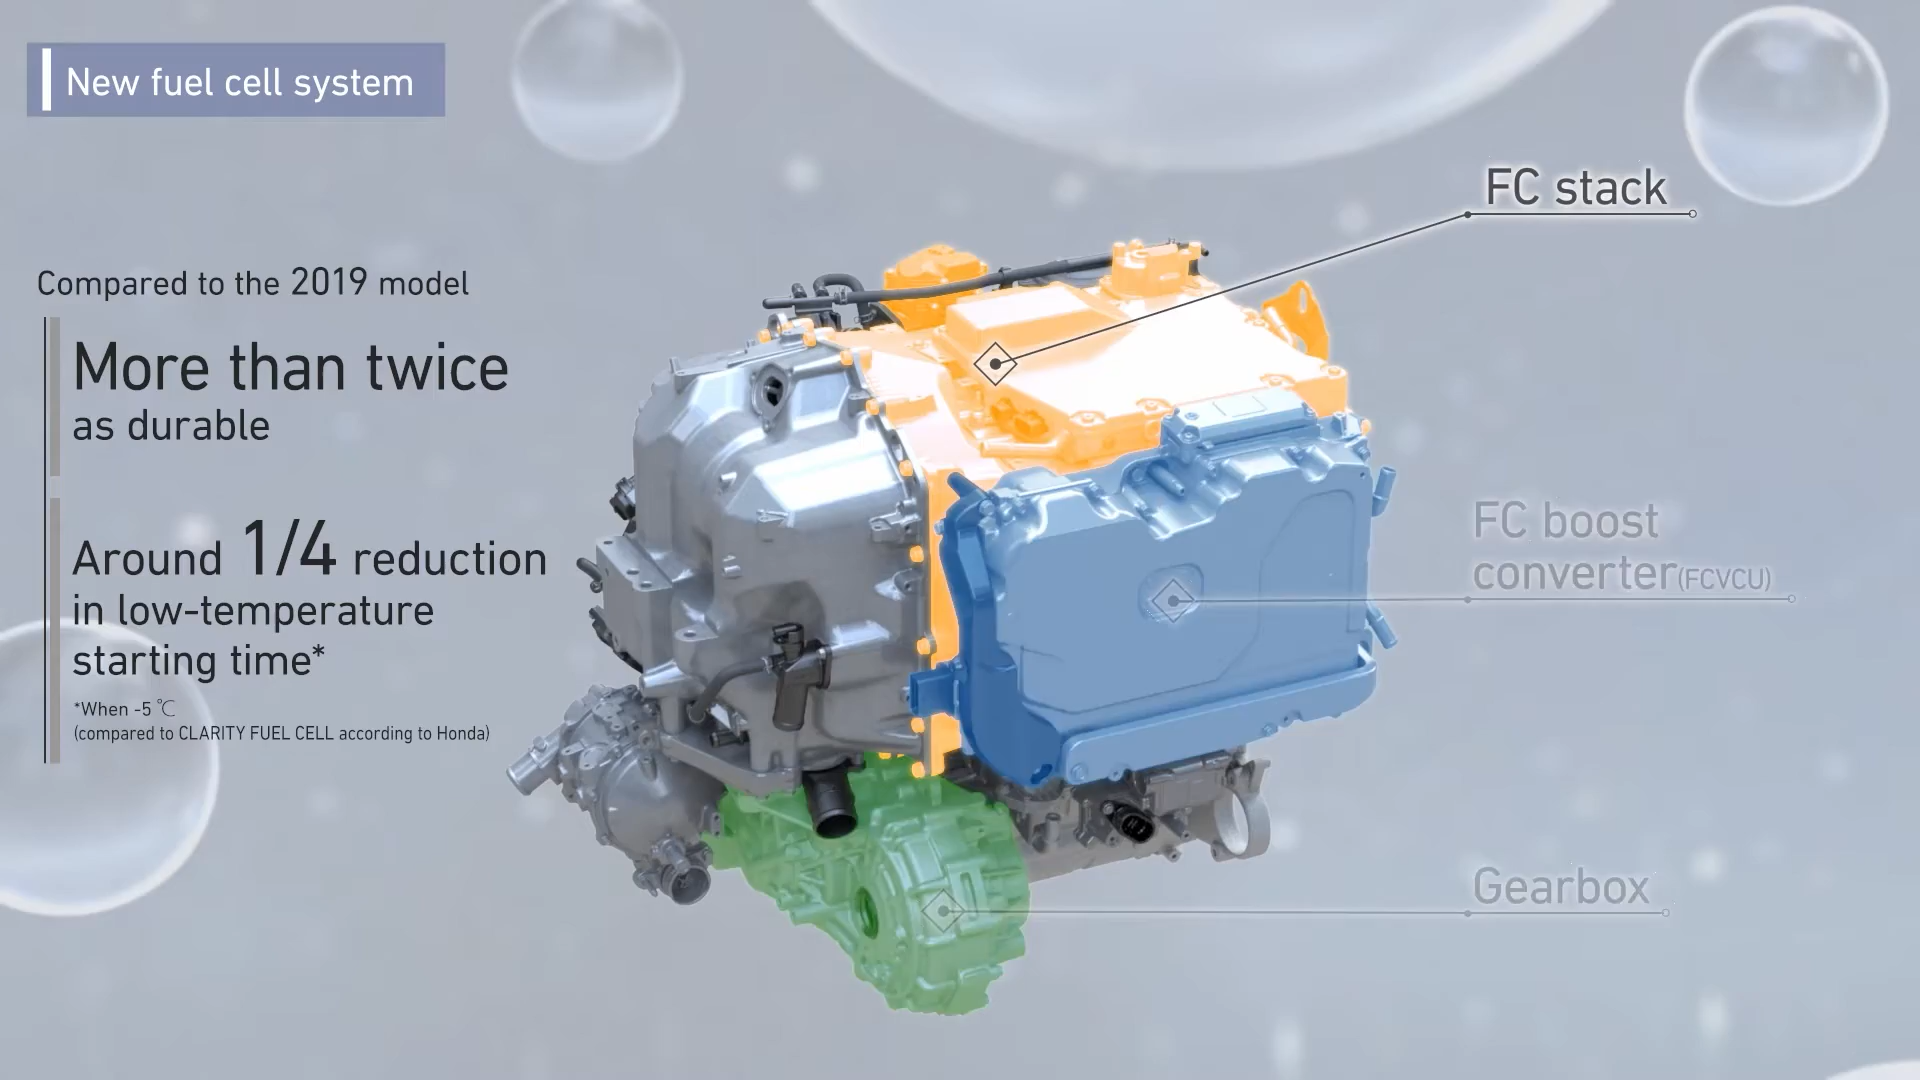 New fuel cell system
FC stack
Compared to the 2019 model
More than twice
as durable
Around 1/4 reduction
in low-temperature
starting time*
*When -5 ℃
(compared to CLARITY FUEL CELL according to Honda)
FC boost
converter(FCVCU)
Gearbox